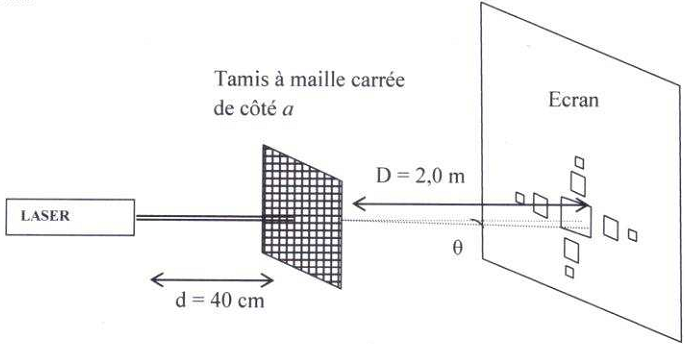 Tamis à maille carrée
de côté a
Ecran
D = 2,0 m
LASER
θ
d = 40 cm